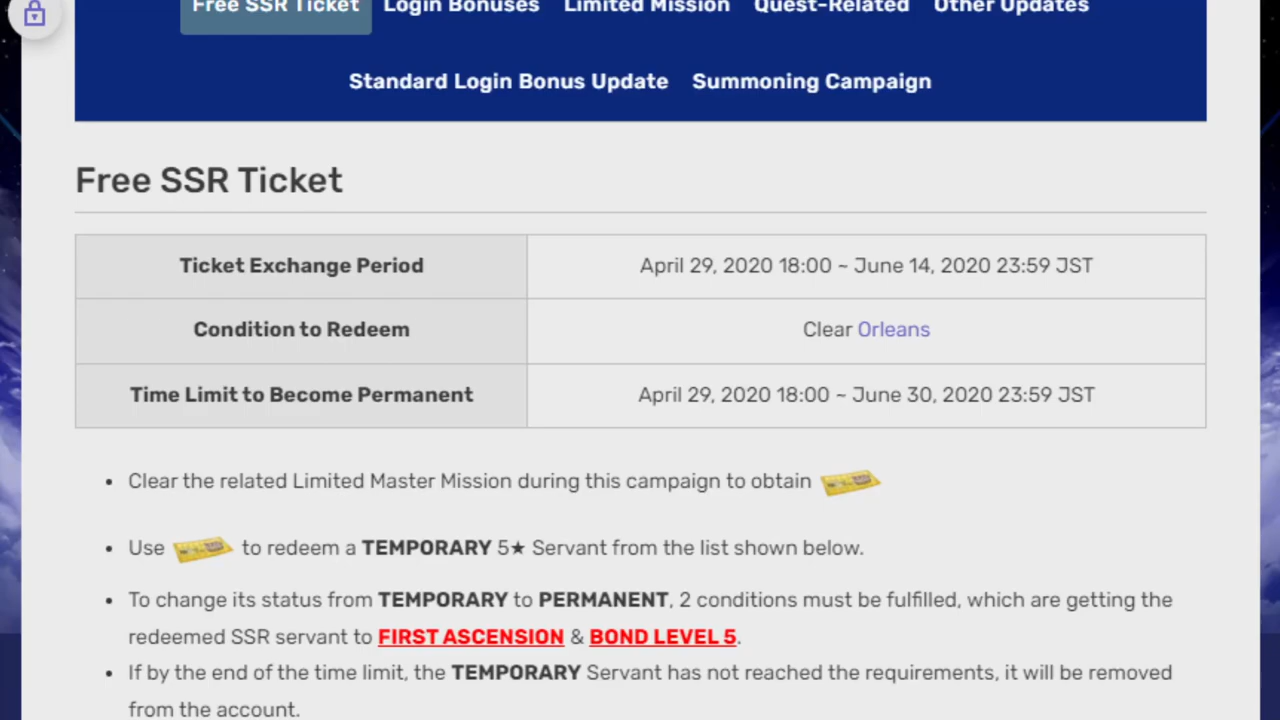 Free SSR Ticket Login Bonuses Limited Mission Quest-Related Other Updates
Standard Login Bonus Update Summoning Campaign
Free SSR Ticket
Ticket Exchange Period April 29, 2020 18:00 ~ June 14, 2020 23:59 JST
Condition to Redeem Clear Orleans
Time Limit to Become Permanent April 29, 2020 18:00 ~ June 30, 2020 23:59 JST
• Clear the related Limited Master Mission during this campaign to obtain
• Use to redeem a TEMPORARY 5★ Servant from the list shown below.
• To change its status from TEMPORARY to PERMANENT, 2 conditions must be fulfilled, which are getting the
redeemed SSR servant to FIRST ASCENSION & BOND LEVEL 5.
• If by the end of the time limit, the TEMPORARY Servant has not reached the requirements, it will be removed
from the account.